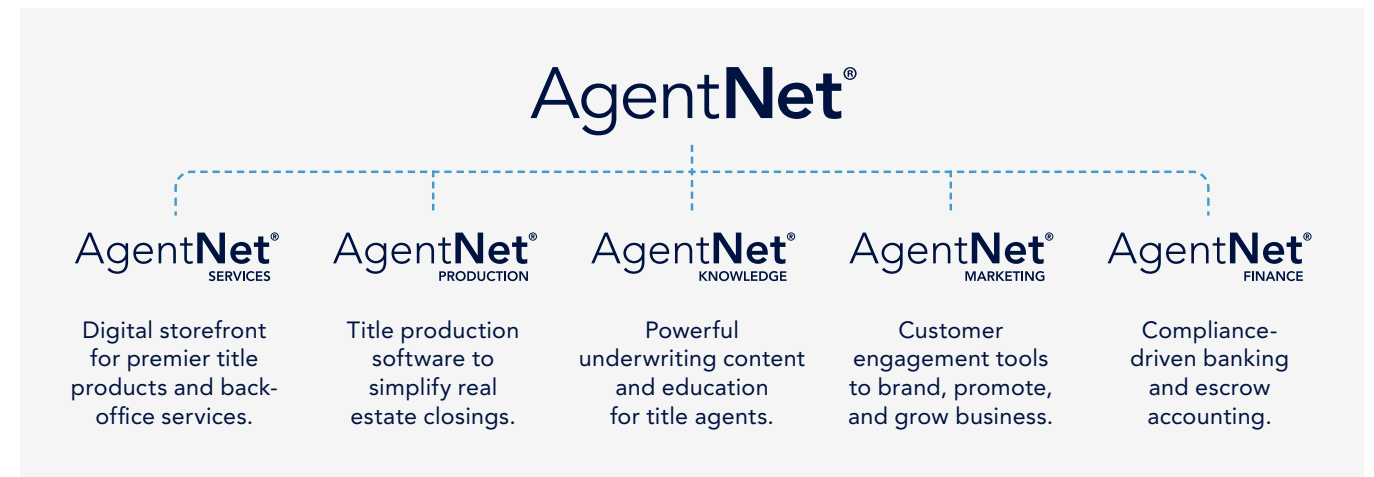 AgentNet®
AgentNet®
SERVICES
AgentNet®
PRODUCTION
AgentNet®
KNOWLEDGE
AgentNet®
MARKETING
AgentNet®
FINANCE
Digital storefront
for premier title
products and back-
office services.
Title production
software to
simplify real
estate closings.
Powerful
underwriting content
and education
for title agents.
Customer
engagement tools
to brand, promote,
and grow business.
Compliance-
driven banking
and escrow
accounting.